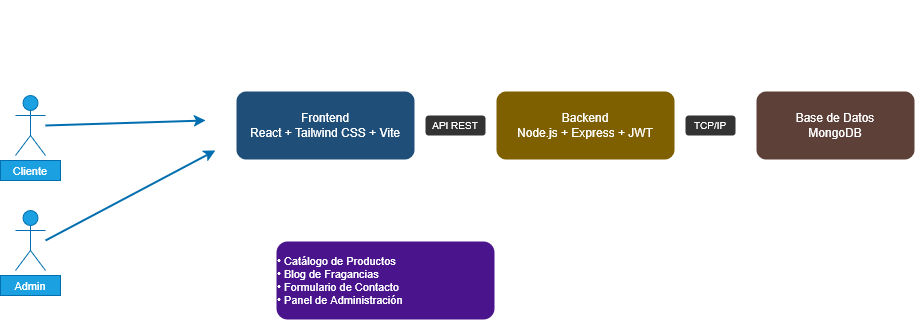 Cliente
Admin
Frontend
React + Tailwind CSS + Vite
API REST
Backend
Node.js + Express + JWT
TCP/IP
Base de Datos
MongoDB
• Catálogo de Productos
• Blog de Fragancias
• Formulario de Contacto
• Panel de Administración